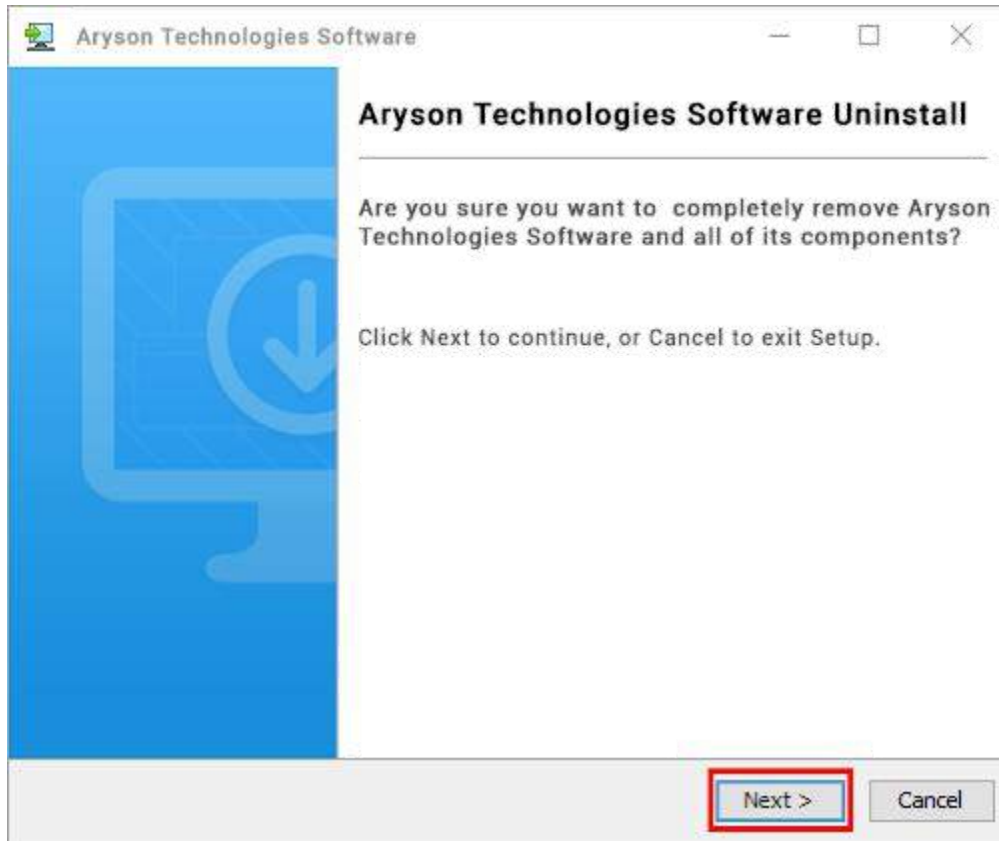 Aryson Technologies Software
Aryson Technologies Software Uninstall
Are you sure you want to  completely remove Aryson
Technologies Software and all of its components?
Click Next to continue, or Cancel to exit Setup.
Next >
Cancel